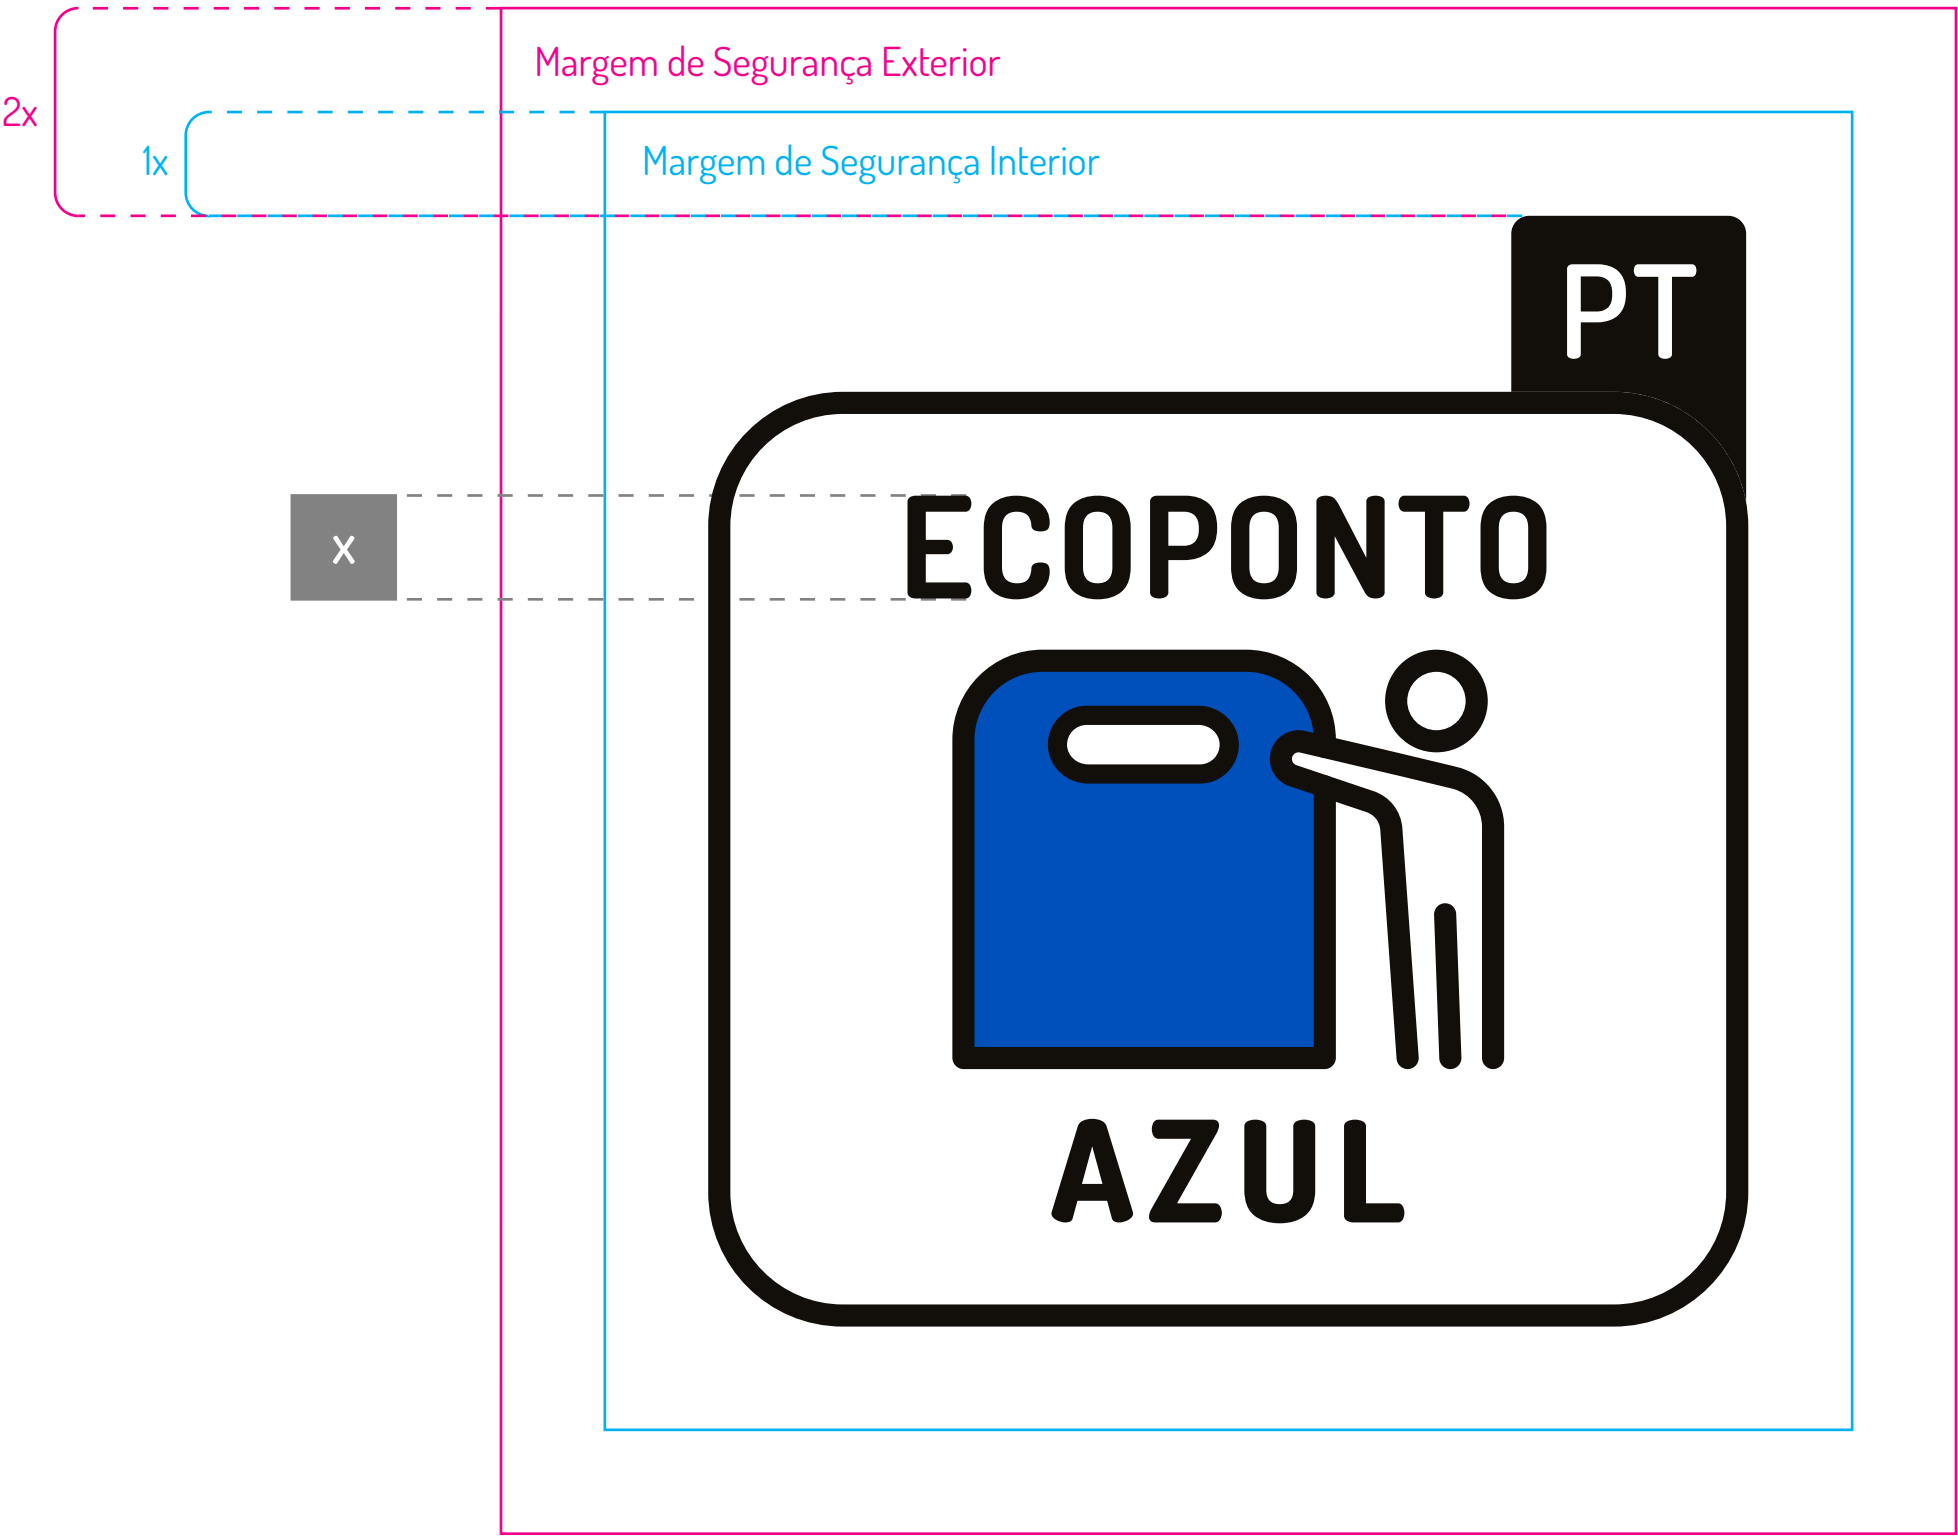 Margem de Segurança Exterior
2x
1x
Margem de Segurança Interior
PT
x
ECOPONTO
AZUL